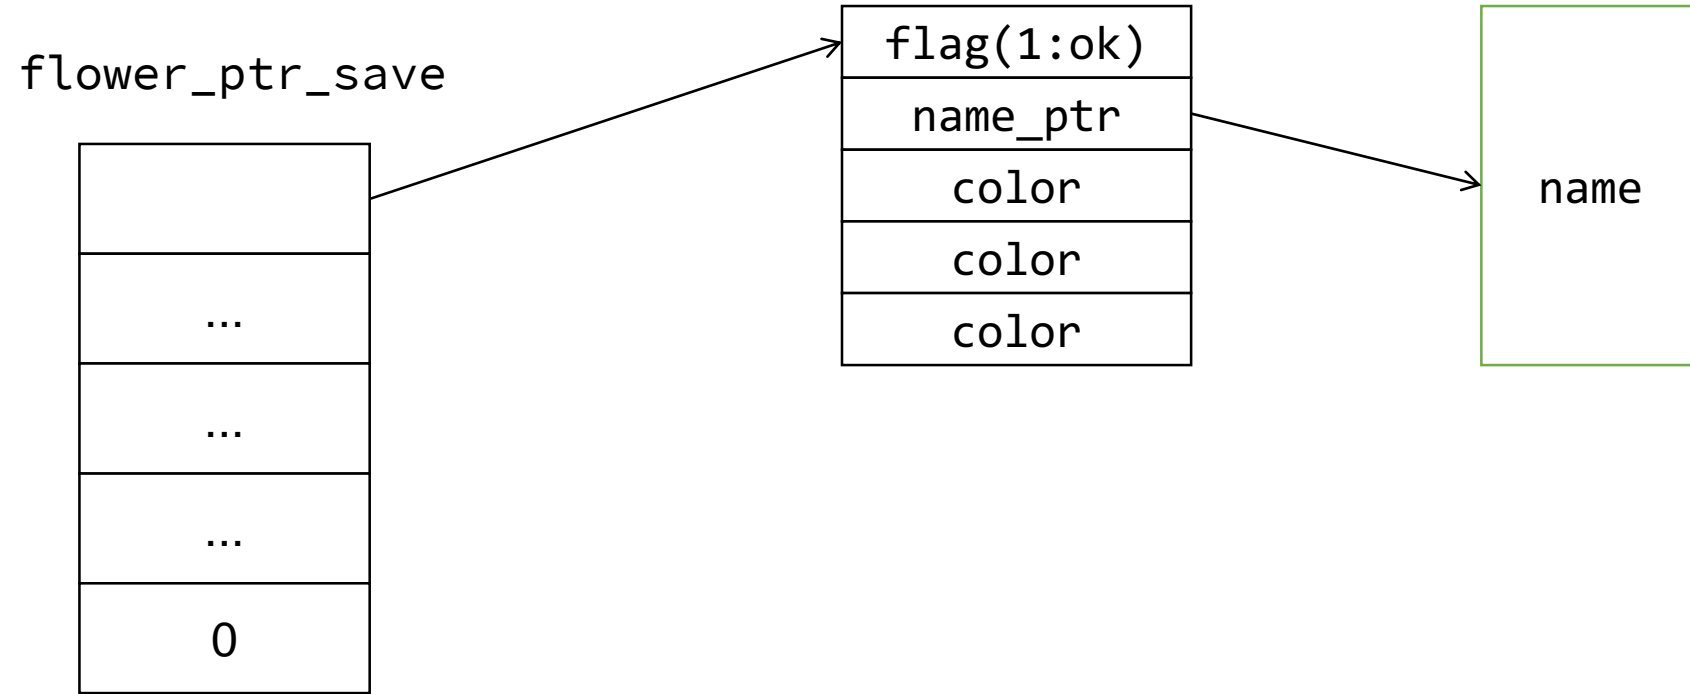 flower_ptr_save
...
...
...
0
flag(1:ok)
name_ptr
color
color
color
name